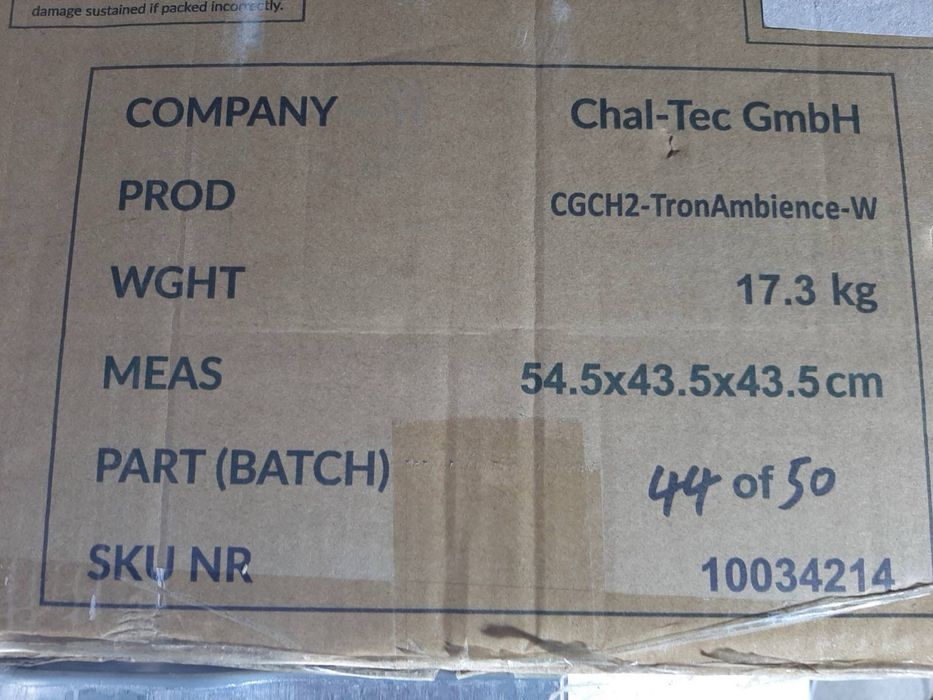 damage sustained if packed incorrectly.
COMPANY Chal-Tec GmbH
PROD CGCH2-TronAmbience-W
WGHT 17.3 kg
MEAS 54.5x43.5x43.5cm
PART (BATCH) 44 of 50
SKU NR 10034214